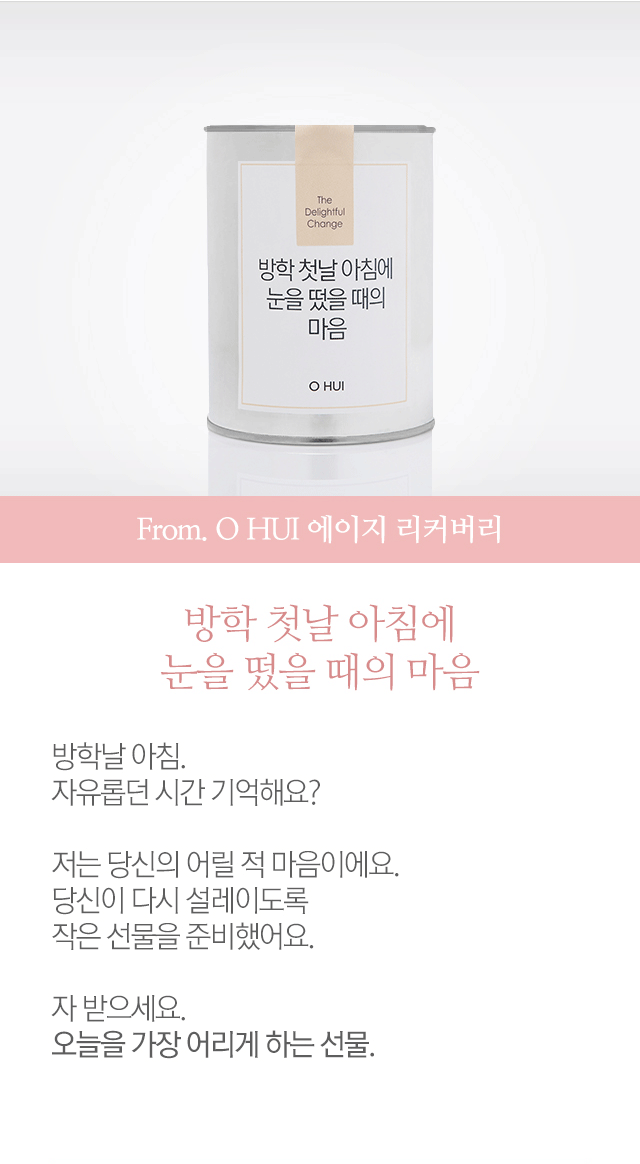 The
Delightful
Change
방학 첫날 아침에
눈을 떴을 때의
마음
O HUI
From. O HUI 에이지 리커버리
방학 첫날 아침에
눈을 떴을 때의 마음
방학날 아침.
자유롭던 시간 기억해요?
저는 당신의 어릴 적 마음이에요.
당신이 다시 설레이도록
작은 선물을 준비했어요.
자 받으세요.
오늘을 가장 어리게 하는 선물.